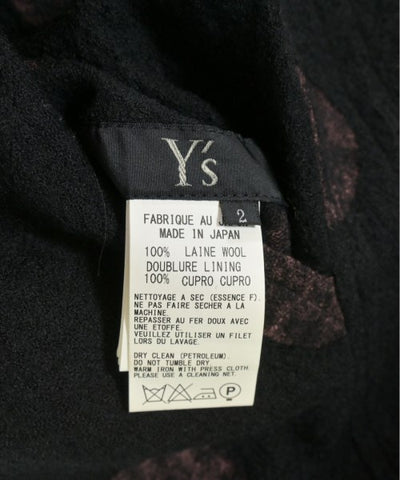 Y's
2
FABRIQUE AU
MADE IN JAPAN
100% LAINE WOOL
DOUBLURE LINING
100% CUPRO CUPRO
NETTOYAGE A SEC (ESSENCE F).
NE PAS FAIRE SECHER A LA
MACHINE.
REPASSER AU FER DOUX AVEC
UNE ETOFFE.
VEUILLEZ UTILISER UN FILET
LORS DU LAVAGE.
DRY CLEAN (PETROLEUM).
DO NOT TUMBLE DRY
WARM IRON WITH PRESS CLOTH.
PLEASE USE A CLEANING NET.
P